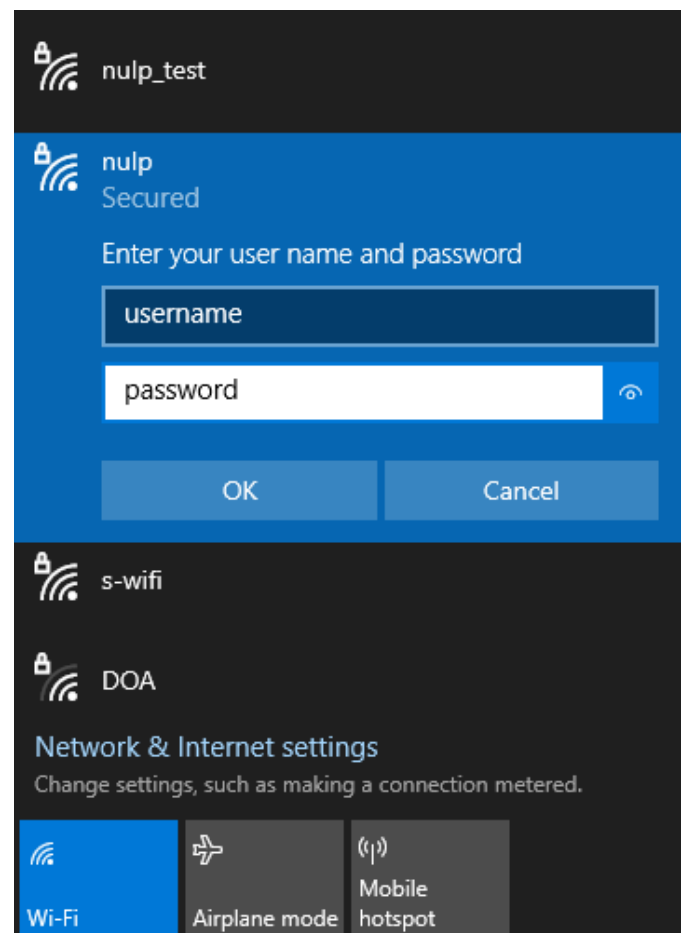 nulp_test
nulp
Secured
Enter your user name and password
username
password
OK
Cancel
s-wifi
DOA
Network & Internet settings
Change settings, such as making a connection metered.
Wi-Fi
Airplane mode
Mobile
hotspot